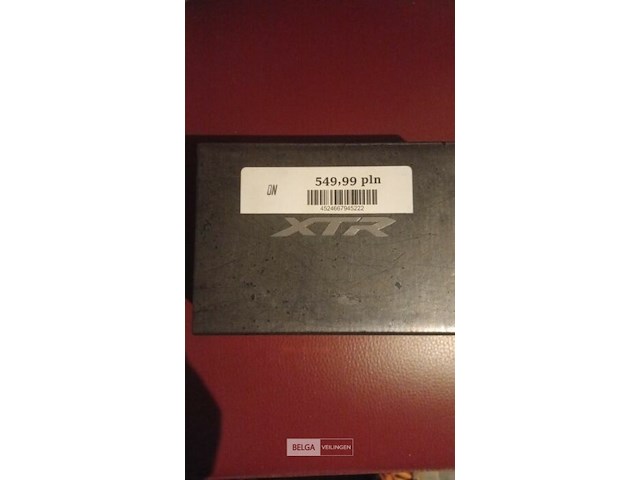 ON
549,99 pln
4524667945222
XTR
BELGA VEILINGEN